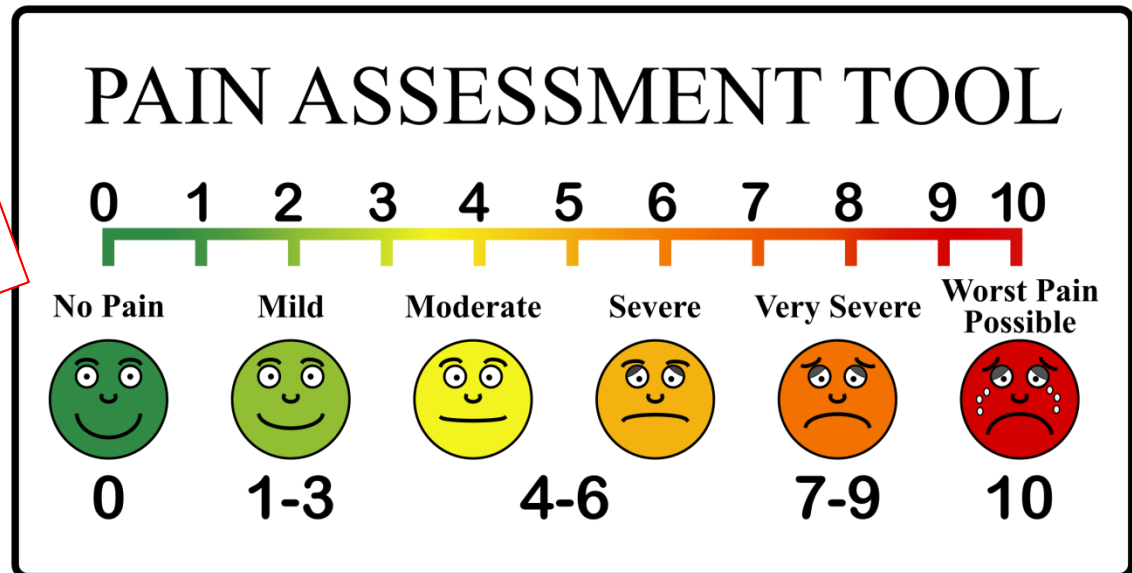 PAIN ASSESSMENT TOOL
0 1 2 3 4 5 6 7 8 9 10
No Pain Mild Moderate Severe Very Severe Worst Pain
Possible
0 1-3 4-6 7-9 10